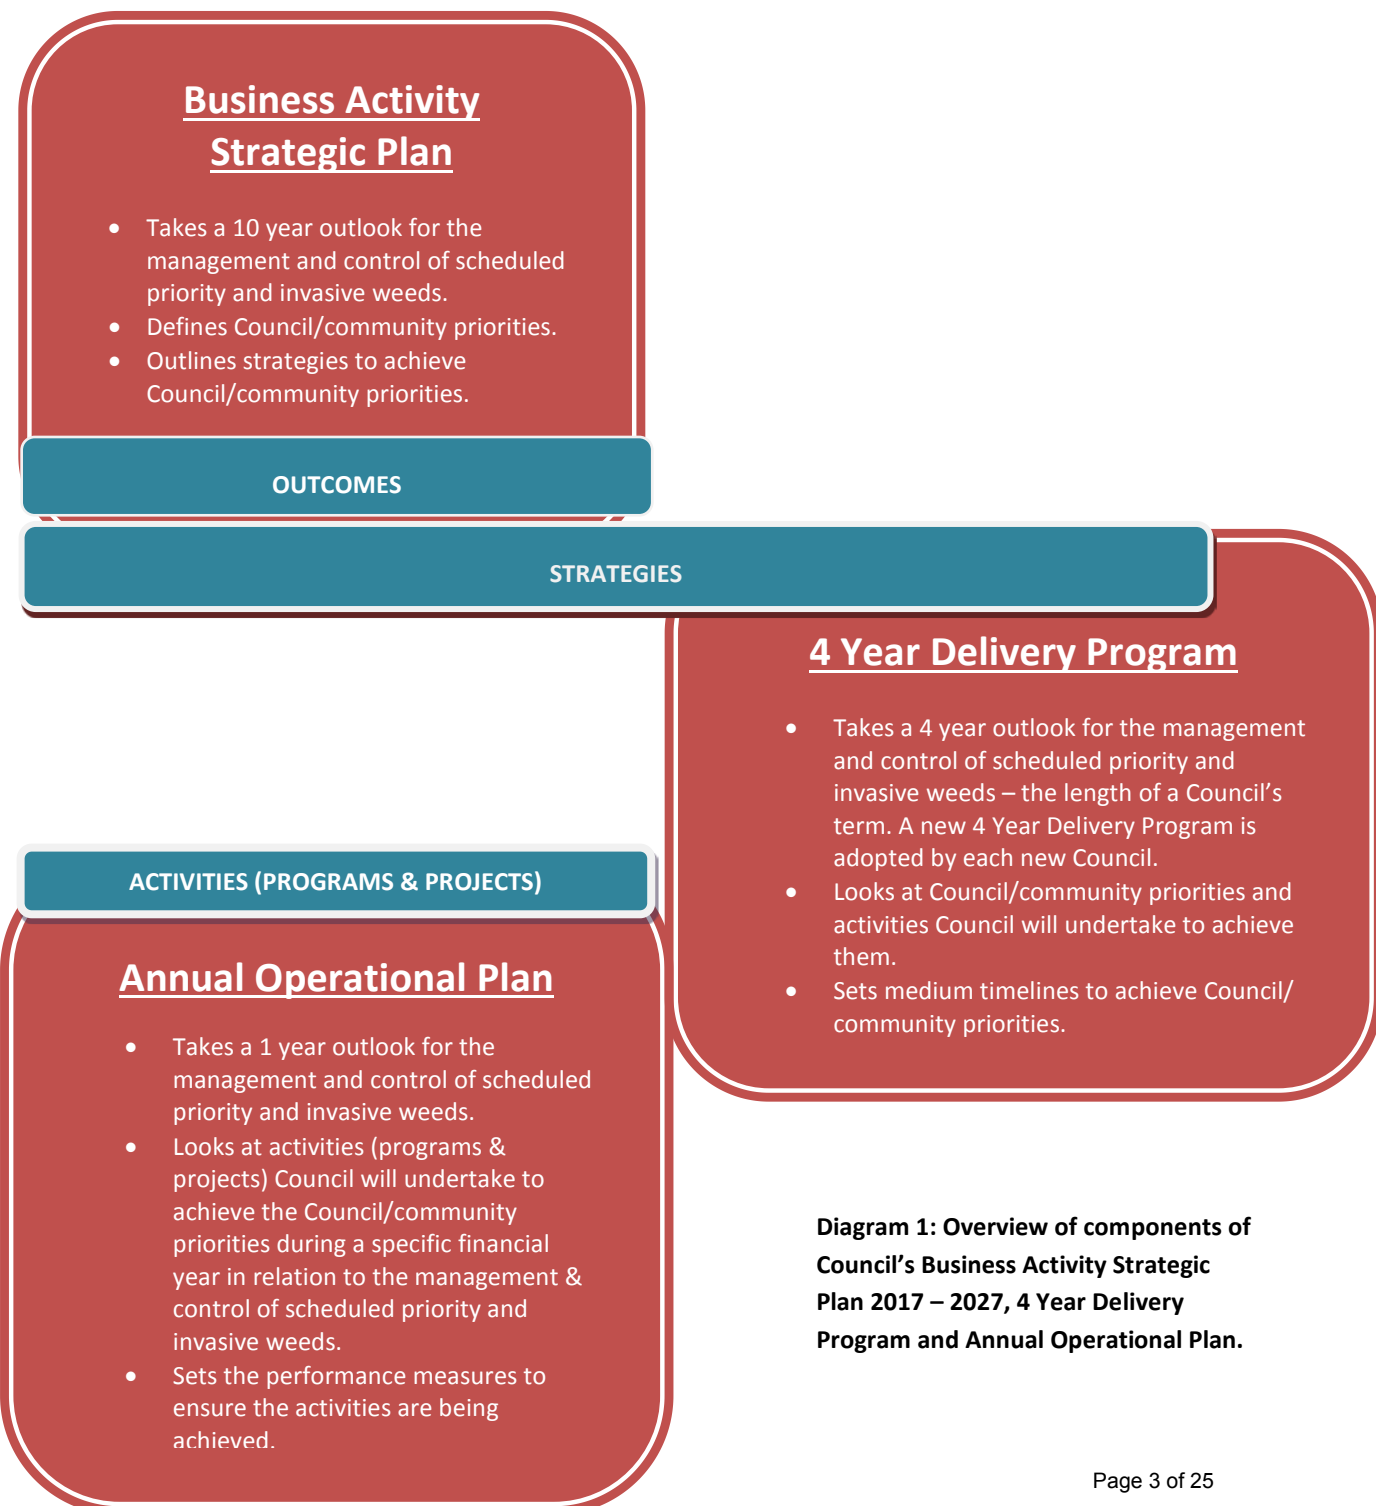 Business Activity
Strategic Plan
• Takes a 10 year outlook for the
management and control of scheduled
priority and invasive weeds.
• Defines Council/community priorities.
• Outlines strategies to achieve
Council/community priorities.
OUTCOMES
STRATEGIES
4 Year Delivery Program
• Takes a 4 year outlook for the management
and control of scheduled priority and
invasive weeds – the length of a Council’s
term. A new 4 Year Delivery Program is
adopted by each new Council.
• Looks at Council/community priorities and
activities Council will undertake to achieve
them.
• Sets medium timelines to achieve Council/
community priorities.
ACTIVITIES (PROGRAMS & PROJECTS)
Annual Operational Plan
• Takes a 1 year outlook for the
management and control of scheduled
priority and invasive weeds.
• Looks at activities (programs &
projects) Council will undertake to
achieve the Council/community
priorities during a specific financial
year in relation to the management &
control of scheduled priority and
invasive weeds.
• Sets the performance measures to
ensure the activities are being
achieved.
Diagram 1: Overview of components of
Council’s Business Activity Strategic
Plan 2017 – 2027, 4 Year Delivery
Program and Annual Operational Plan.
Page 3 of 25